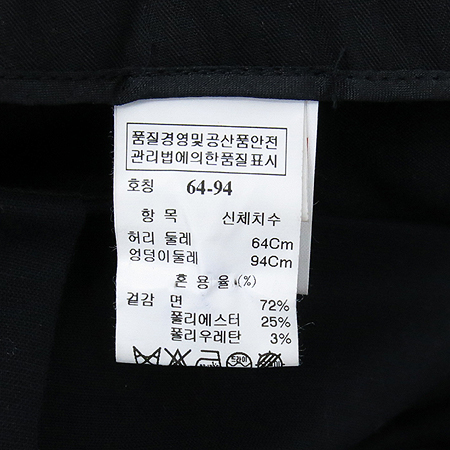 품질경영및공산품안전
관리법에의한품질표시
호칭 64-94
항 목 신체치수
허리 둘레 64Cm
엉덩이둘레 94Cm
혼 용 율(%)
겉감 면 72%
폴리에스터 25%
폴리우레탄 3%
드라이